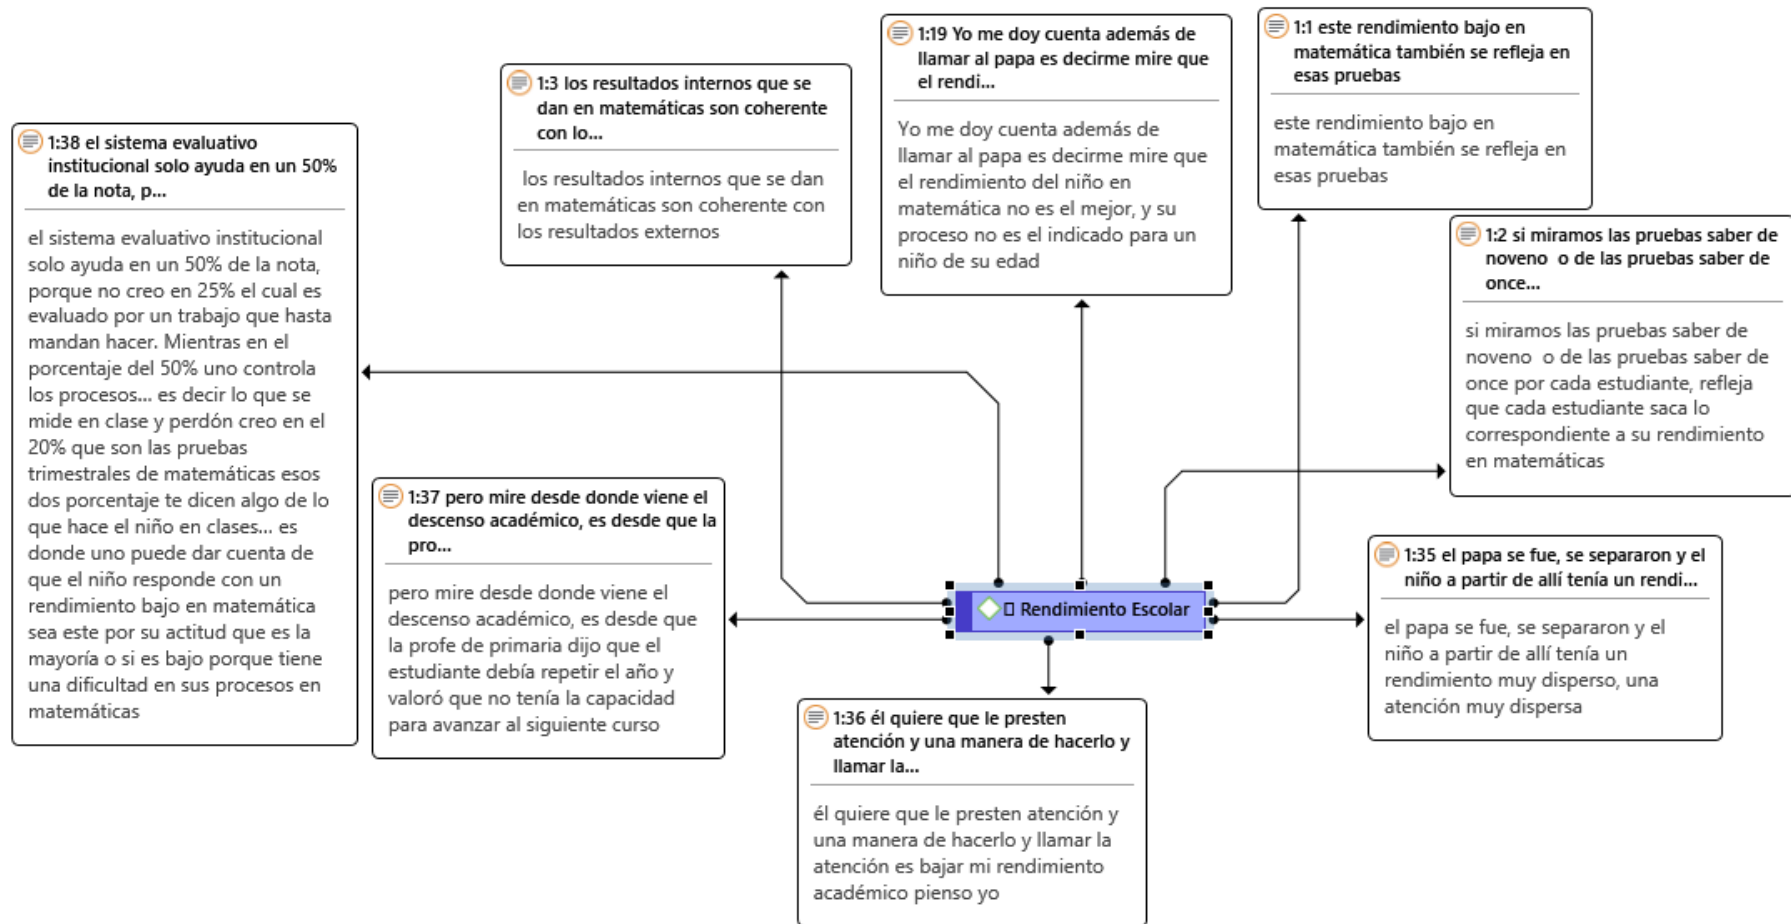 1:38 el sistema evaluativo
institucional solo ayuda en un 50%
de la nota, p...
el sistema evaluativo institucional
solo ayuda en un 50% de la nota,
porque no creo en 25% el cual es
evaluado por un trabajo que hasta
mandan hacer. Mientras en el
porcentaje del 50% uno controla
los procesos... es decir lo que se
mide en clase y perdón creo en el
20% que son las pruebas
trimestrales de matemáticas esos
dos porcentaje te dicen algo de lo
que hace el niño en clases... es
donde uno puede dar cuenta de
que el niño responde con un
rendimiento bajo en matemática
sea este por su actitud que es la
mayoría o si es bajo porque tiene
una dificultad en sus procesos en
matemáticas
1:3 los resultados internos que se
dan en matemáticas son coherente
con lo...
los resultados internos que se dan
en matemáticas son coherente con
los resultados externos
1:19 Yo me doy cuenta además de
llamar al papa es decirme mire que
el rendi...
Yo me doy cuenta además de
llamar al papa es decirme mire que
el rendimiento del niño en
matemática no es el mejor, y su
proceso no es el indicado para un
niño de su edad
1:1 este rendimiento bajo en
matemática también se refleja en
esas pruebas
este rendimiento bajo en
matemática también se refleja en
esas pruebas
1:2 si miramos las pruebas saber de
noveno o de las pruebas saber de
once...
si miramos las pruebas saber de
noveno o de las pruebas saber de
once por cada estudiante, refleja
que cada estudiante saca lo
correspondiente a su rendimiento
en matemáticas
1:37 pero mire desde donde viene el
descenso académico, es desde que la
pro...
pero mire desde donde viene el
descenso académico, es desde que
la profe de primaria dijo que el
estudiante debía repetir el año y
valoró que no tenía la capacidad
para avanzar al siguiente curso
Rendimiento Escolar
1:35 el papa se fue, se separaron y el
niño a partir de allí tenía un rendi...
el papa se fue, se separaron y el
niño a partir de allí tenía un
rendimiento muy disperso, una
atención muy dispersa
1:36 él quiere que le presten
atención y una manera de hacerlo y
llamar la...
él quiere que le presten atención y
una manera de hacerlo y llamar la
atención es bajar mi rendimiento
académico pienso yo